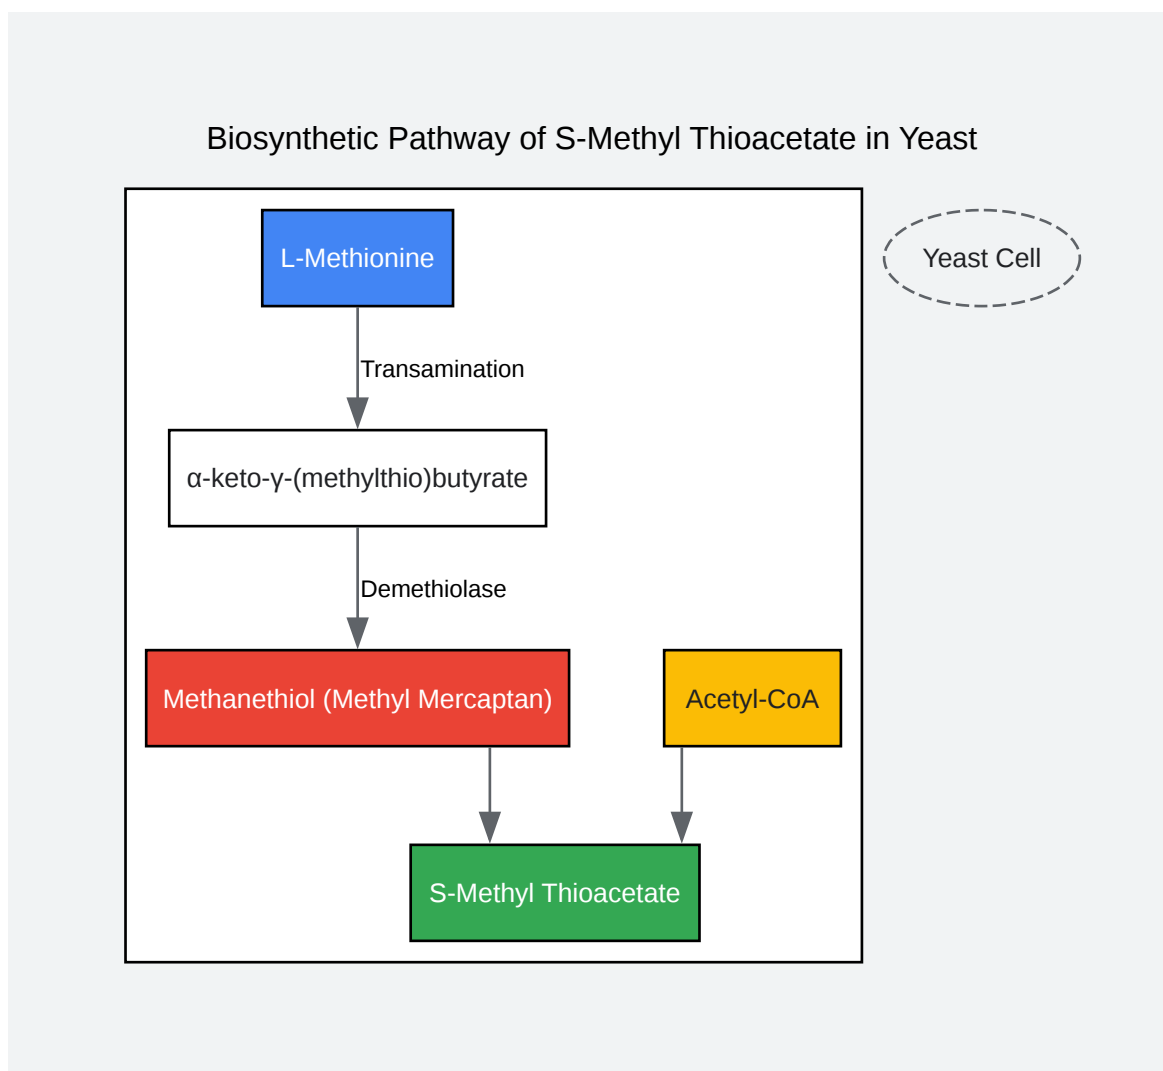 Biosynthetic Pathway of S-Methyl Thioacetate in Yeast
L-Methionine
Yeast Cell
Transamination
α-keto-γ-(methylthio)butyrate
Demethiolase
Methanethiol (Methyl Mercaptan)
Acetyl-CoA
S-Methyl Thioacetate